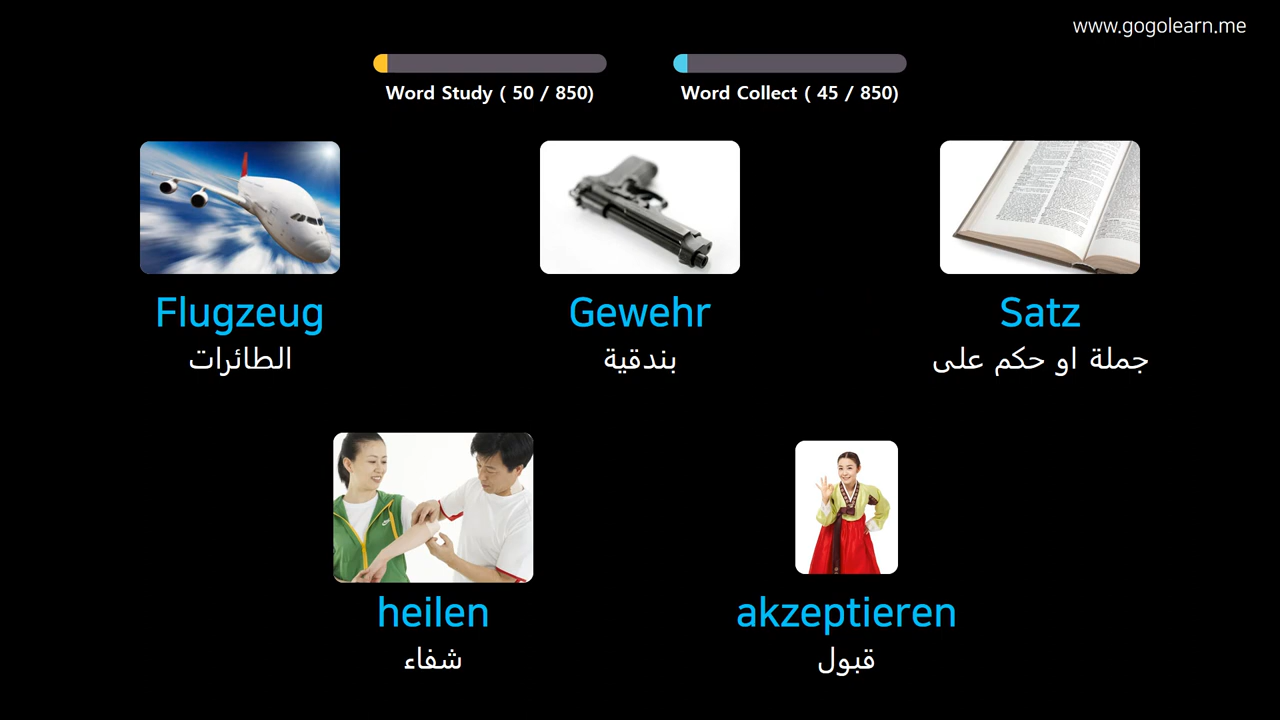 www.gogolearn.me
Word Study ( 50 / 850)
Word Collect ( 45 / 850)
Flugzeug
الطائرات
Gewehr
بندقية
Satz
جملة او حكم على
heilen
شفاء
akzeptieren
قبول